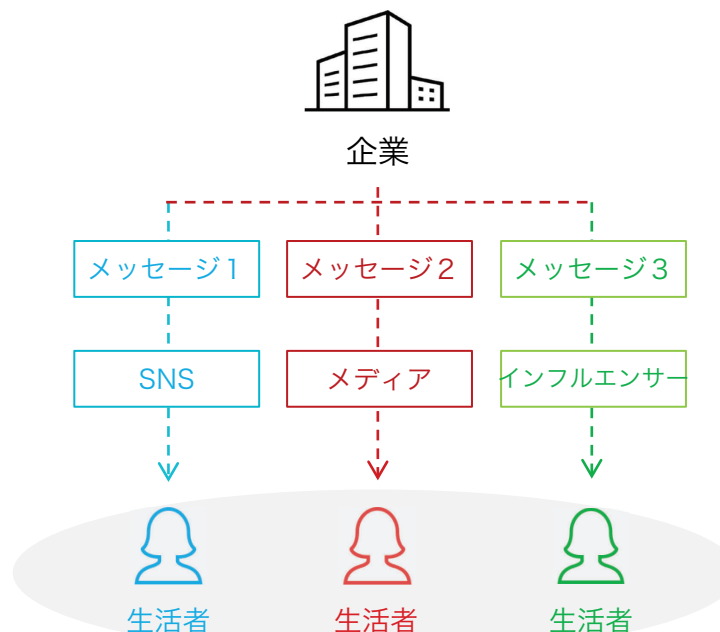 企業
メッセージ1
メッセージ2
メッセージ3
SNS
メディア
インフルエンサー
生活者
生活者
生活者